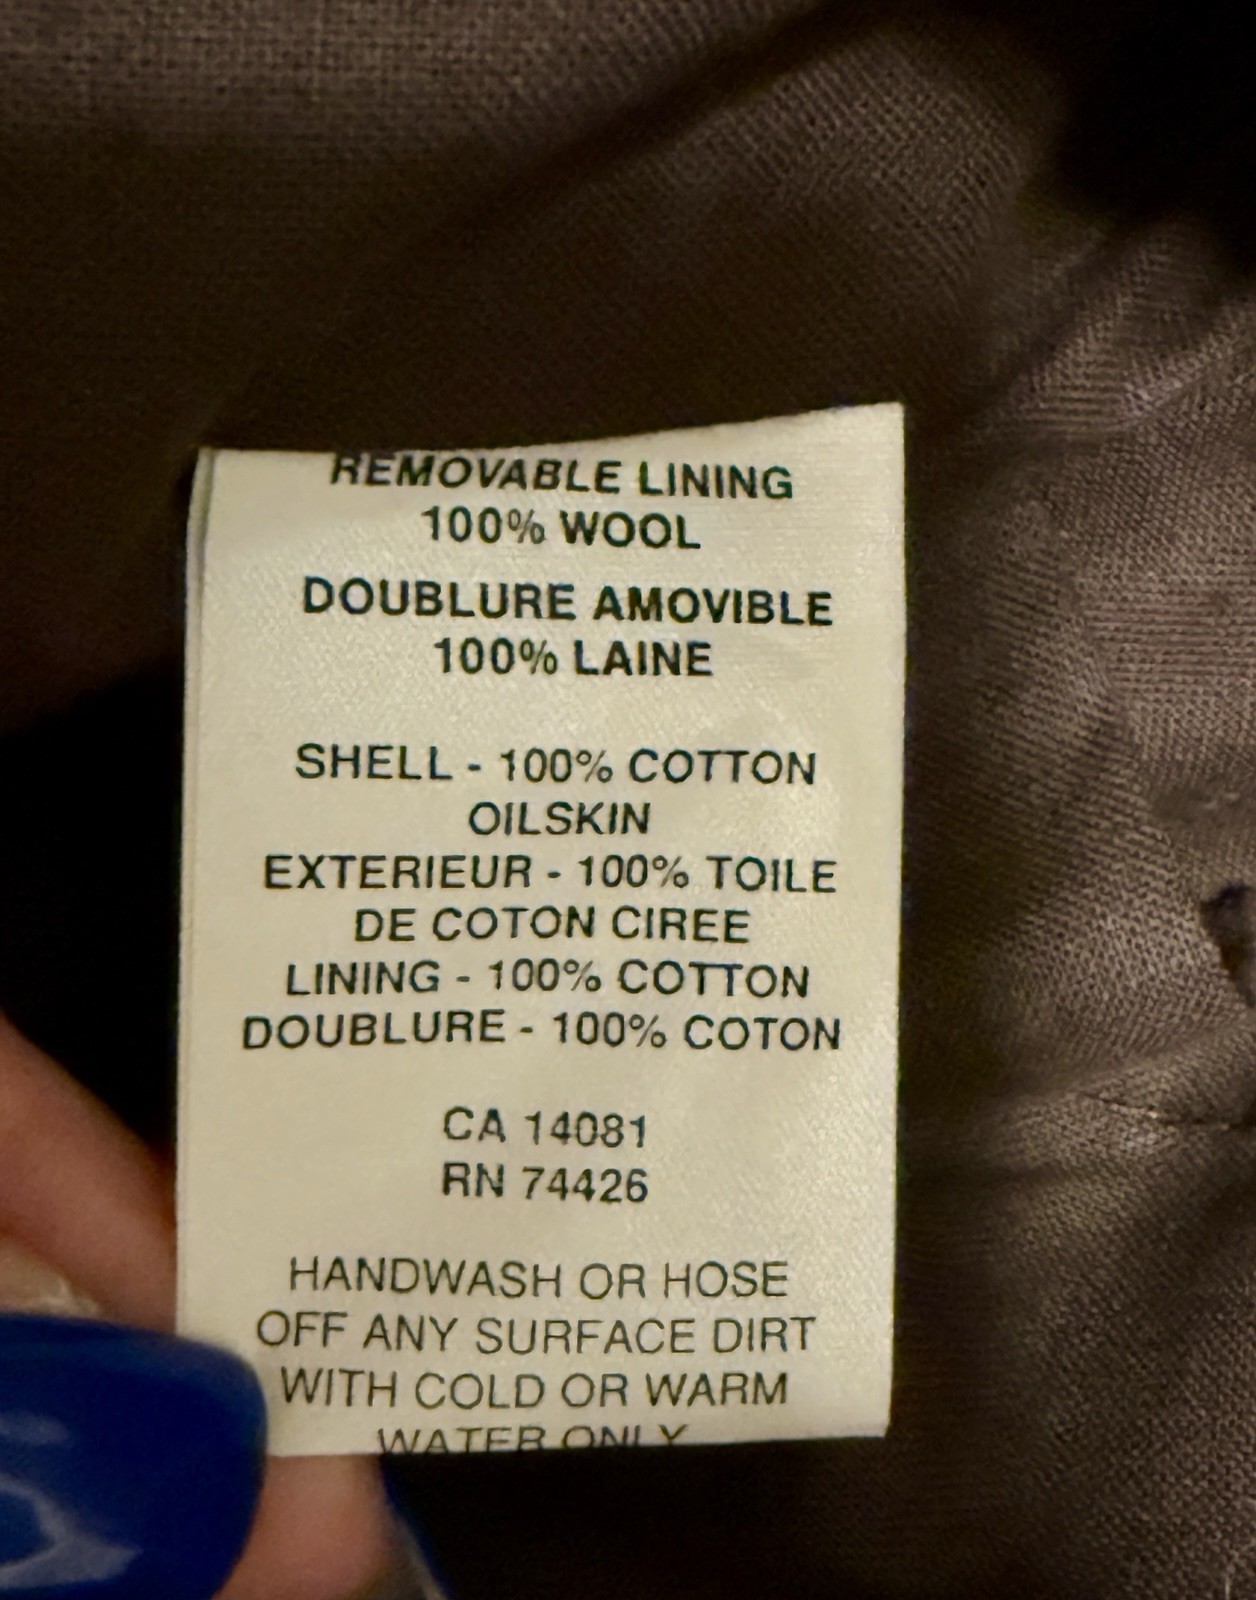 REMOVABLE LINING
100% WOOL
DOUBLURE AMOVIBLE
100% LAINE
SHELL - 100% COTTON
OILSKIN
EXTERIEUR - 100% TOILE
DE COTON CIREE
LINING - 100% COTTON
DOUBLURE - 100% COTON
CA 14081
RN 74426
HANDWASH OR HOSE
OFF ANY SURFACE DIRT
WITH COLD OR WARM
WATER ONLY